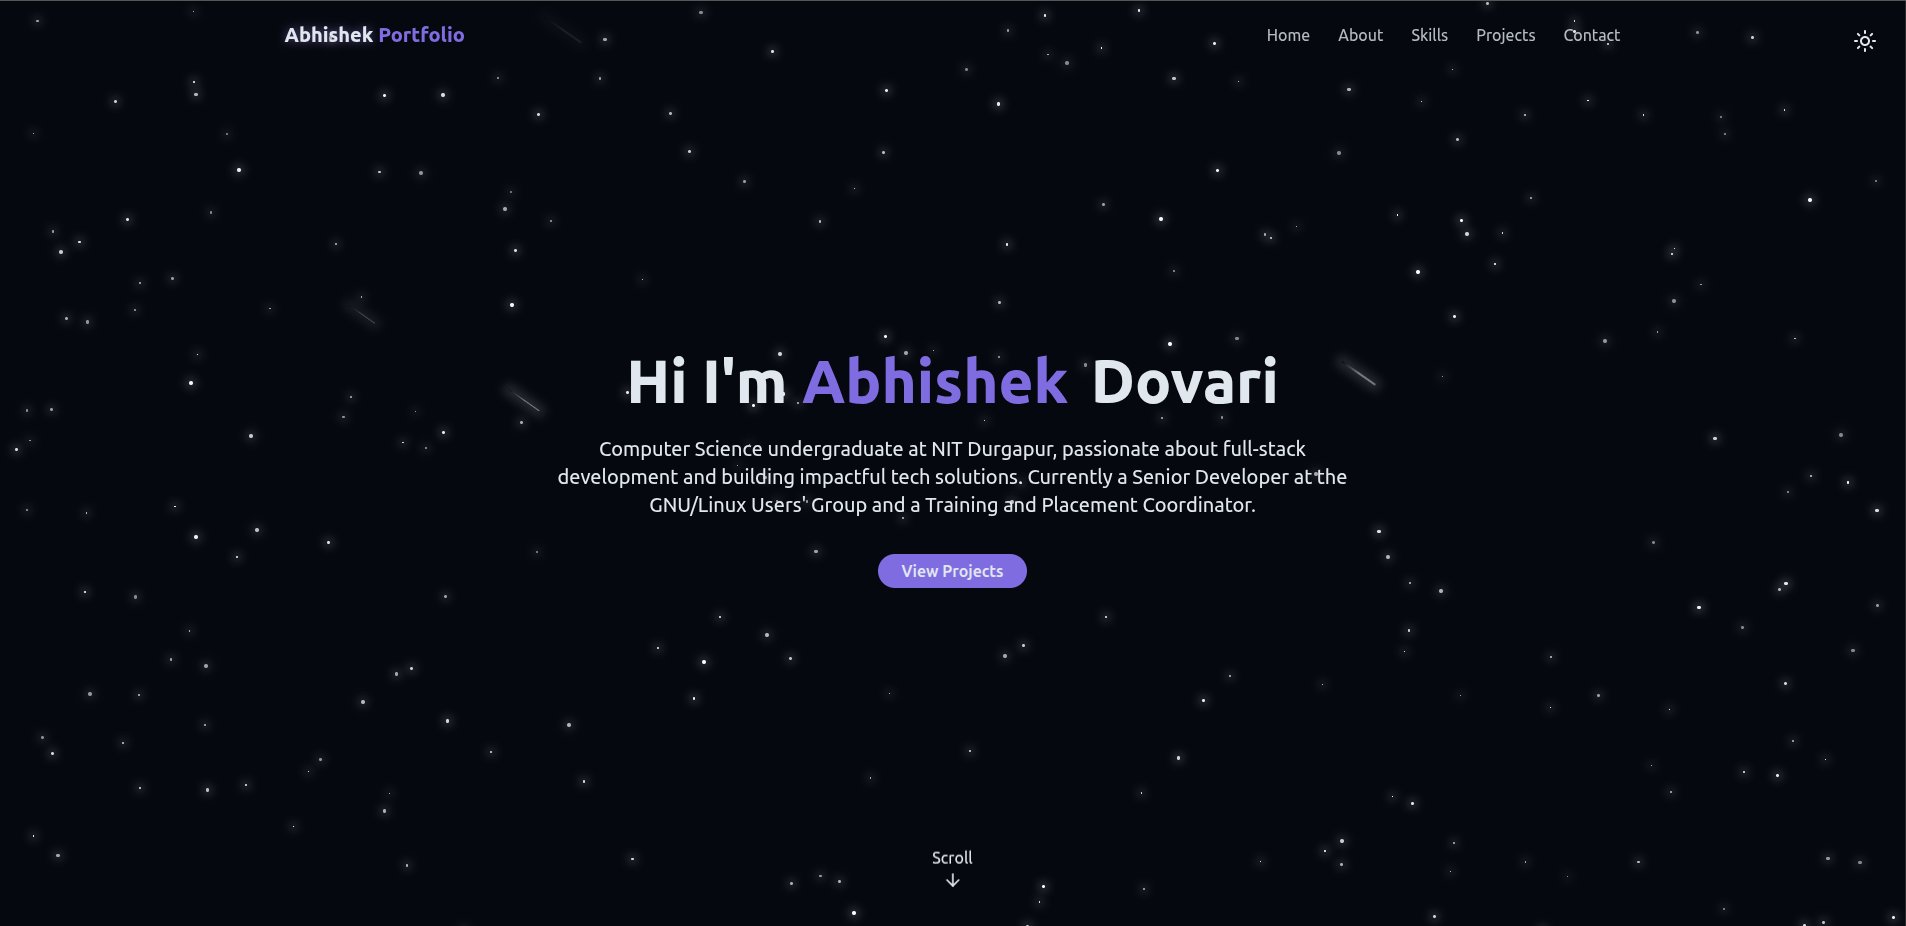 Abhishek Portfolio
Home About Skills Projects Contact
Hi I'm Abhishek Dovari
Computer Science undergraduate at NIT Durgapur, passionate about full-stack
development and building impactful tech solutions. Currently a Senior Developer at the
GNU/Linux Users' Group and a Training and Placement Coordinator.
View Projects
Scroll